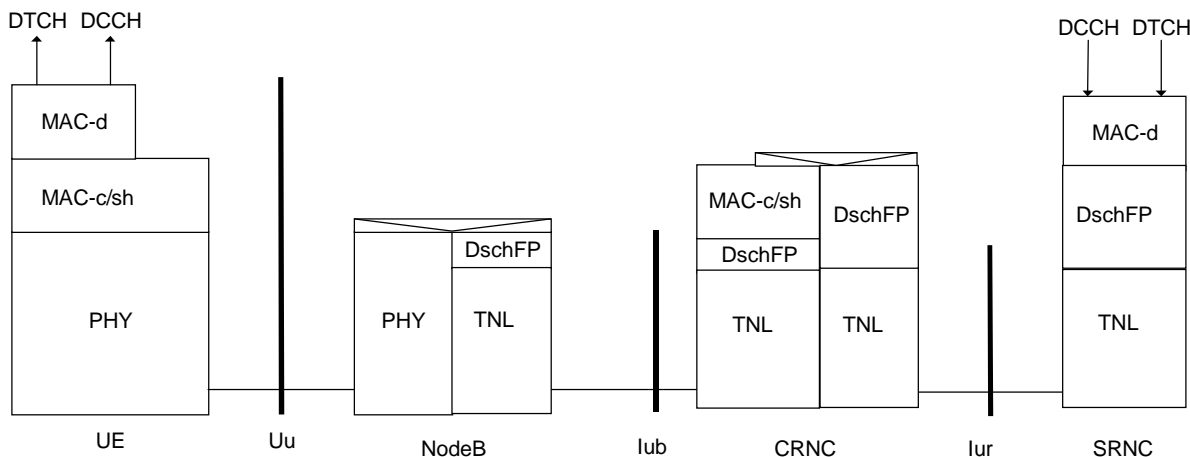 DTCH DCCH
DCCH DTCH
MAC-d
MAC-d
MAC-c/sh
MAC-c/sh
DschFP
DschFP
DschFP
DschFP
PHY
PHY
TNL
TNL
TNL
TNL
UE
Uu
NodeB
Iub
CRNC
Iur
SRNC